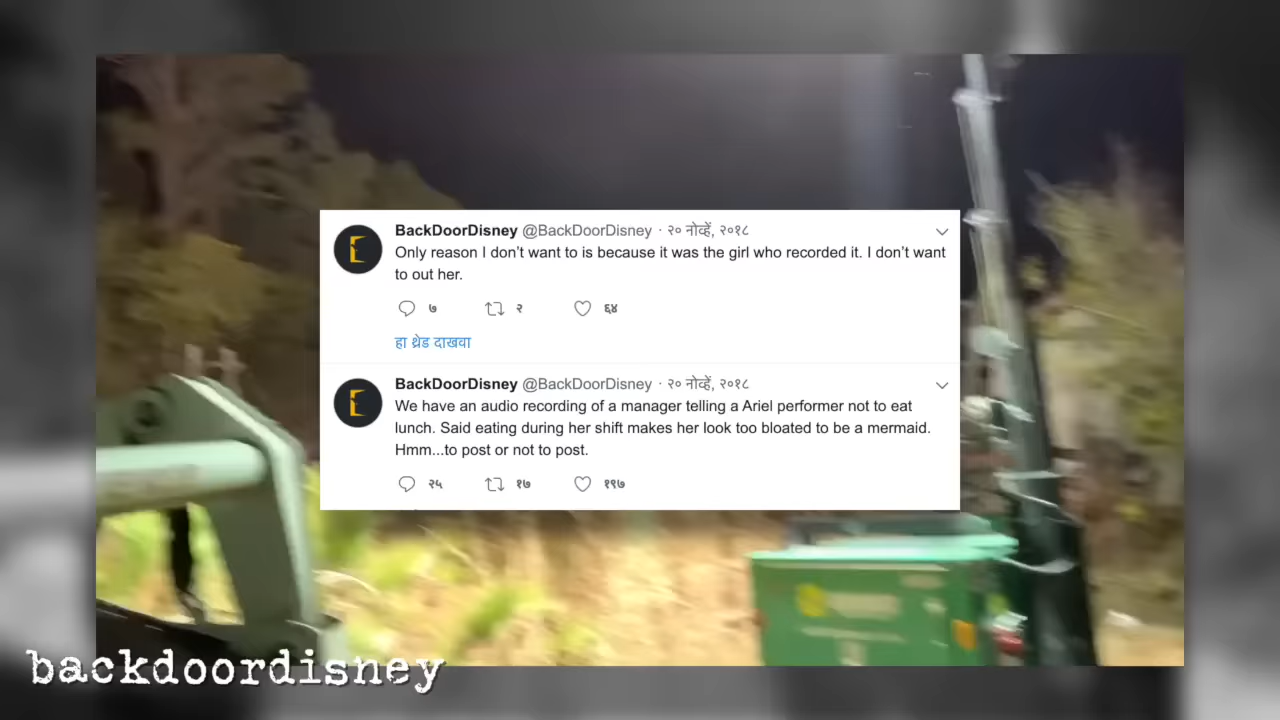 BackDoorDisney @BackDoorDisney · २० नोव्हें, २०१८
Only reason I don’t want to is because it was the girl who recorded it. I don’t want
to out her.
७ २ ६४
हा थ्रेड दाखवा
BackDoorDisney @BackDoorDisney · २० नोव्हें, २०१८
We have an audio recording of a manager telling a Ariel performer not to eat
lunch. Said eating during her shift makes her look too bloated to be a mermaid.
Hmm...to post or not to post.
२५ १७ १९७
backdoordisney